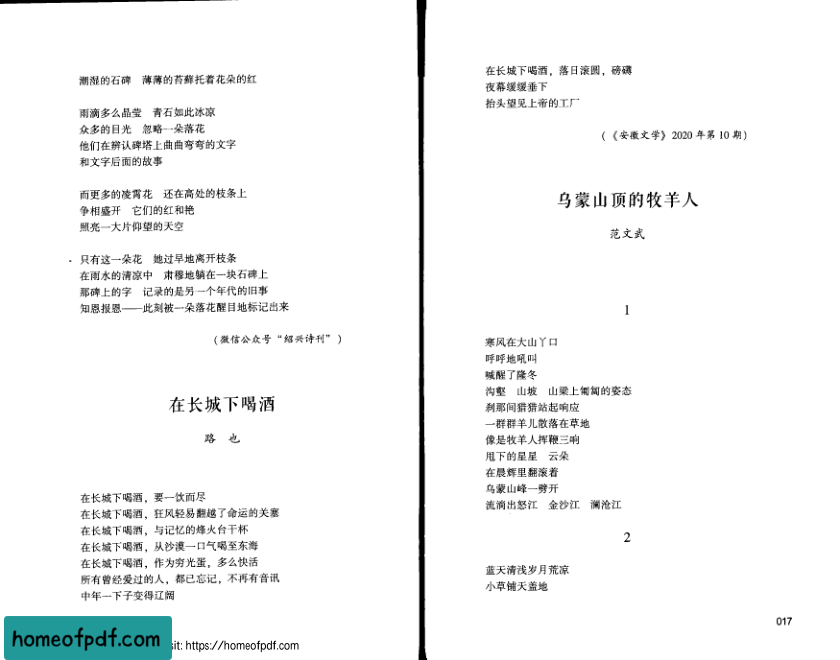 潮湿的石碑　薄薄的苔藓托着花朵的红
雨滴多么晶莹　青石如此冰凉
众多的目光　忽略一朵落花
他们在辨认碑塔上曲曲弯弯的文字
和文字后面的故事
而更多的凌霄花　还在高处的枝条上
争相盛开　它们的红和艳
照亮一大片仰望的天空
只有这一朵花　她过早地离开枝条
在雨水的清凉中　肃穆地躺在一块石碑上
那碑上的字　记录的是另一个年代的旧事
知恩报恩——此刻被一朵落花醒目地标记出来
（微信公众号“绍兴诗刊”）
在长城下喝酒
路　也
在长城下喝酒，要一饮而尽
在长城下喝酒，狂风轻易翻越了命运的关塞
在长城下喝酒，与记忆的烽火台干杯
在长城下喝酒，从沙漠一口气喝至东海
在长城下喝酒，作为穷光蛋，多么快活
所有曾经爱过的人，都已忘记，不再有音讯
中年一下子变得辽阔
homeofpdf.com
sit: https://homeofpdf.com
在长城下喝酒，落日滚圆，磅礴
夜幕缓缓垂下
抬头望见上帝的工厂
（《安徽文学》2020 年第 10 期）
乌蒙山顶的牧羊人
范文武
1
寒风在大山丫口
呼呼地吼叫
喊醒了隆冬
沟壑　山坡　山梁上匍匐的姿态
刹那间猎猎站起响应
一群群羊儿散落在草地
像是牧羊人挥鞭三响
甩下的星星　云朵
在晨辉里翻滚着
乌蒙山峰一劈开
流淌出怒江　金沙江　澜沧江
2
蓝天清浅岁月荒凉
小草铺天盖地
017